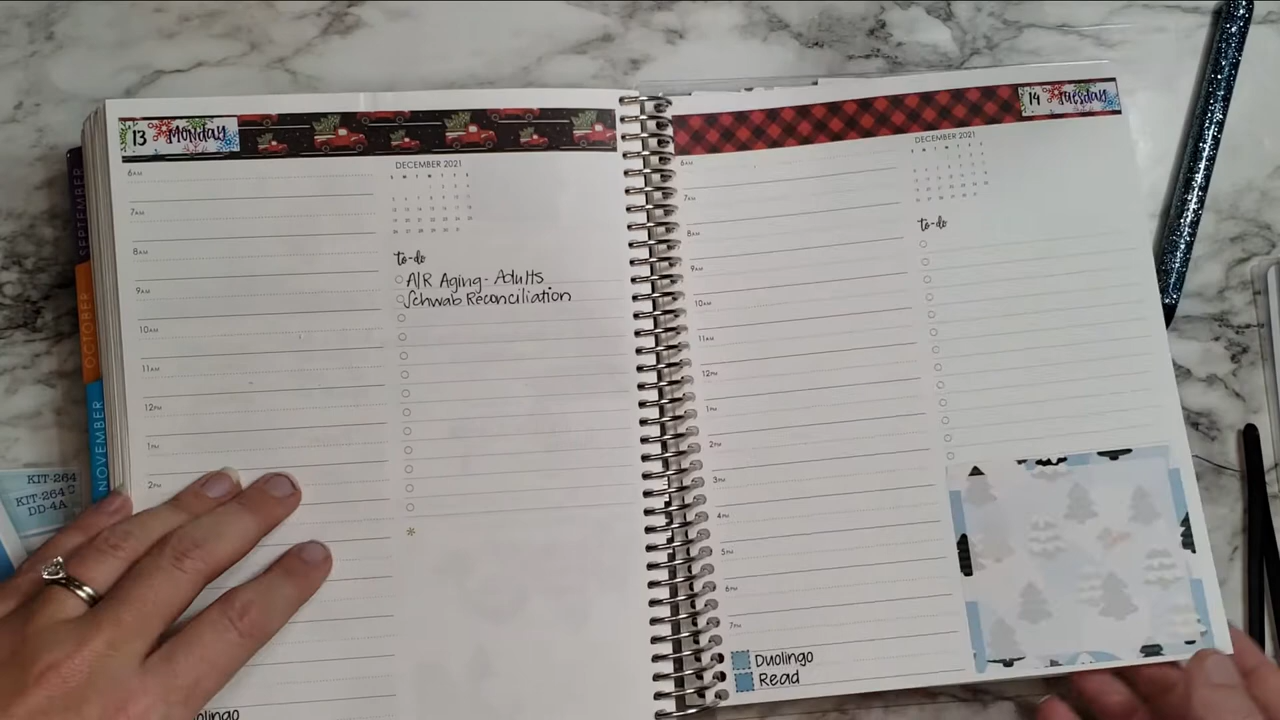 13 MONDAY
DECEMBER 2021
6AM
7AM
8AM
9AM
10AM
11AM
12PM
1PM
2PM
to-do
A/R Aging - Adults
Schwab Reconciliation
*
olingo
14 Tuesday
DECEMBER 2021
6AM
7AM
8AM
9AM
10AM
11AM
12PM
1PM
2PM
3PM
4PM
5PM
6PM
7PM
to-do
Duolingo
Read
SEPTEMBER
OCTOBER
NOVEMBER
KIT-264
KIT-264 C
DD-4A